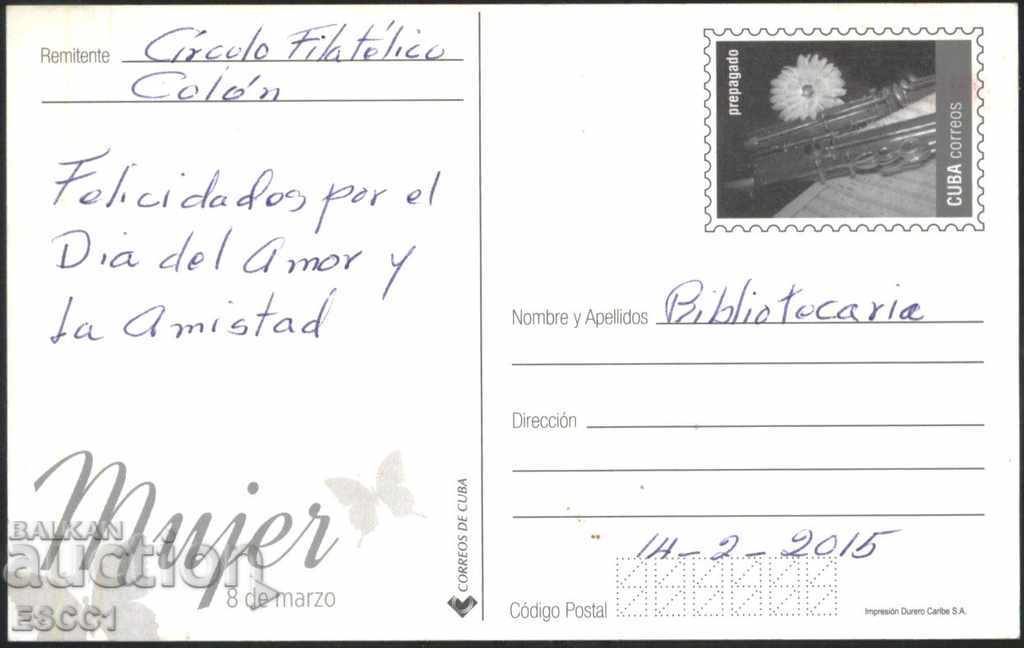 Remitente Círculo Filatélico
Colón
Felicidades por el
Dia del Amor y
La Amistad
Mujer
8 de marzo
CORREOS DE CUBA
prepagado
CUBA correos
Nombre y Apellidos Bibliotecaria
Dirección
14-2-2015
Código Postal
Impresión Durero Caribe S.A.
BALKAN
auction
ESCC1